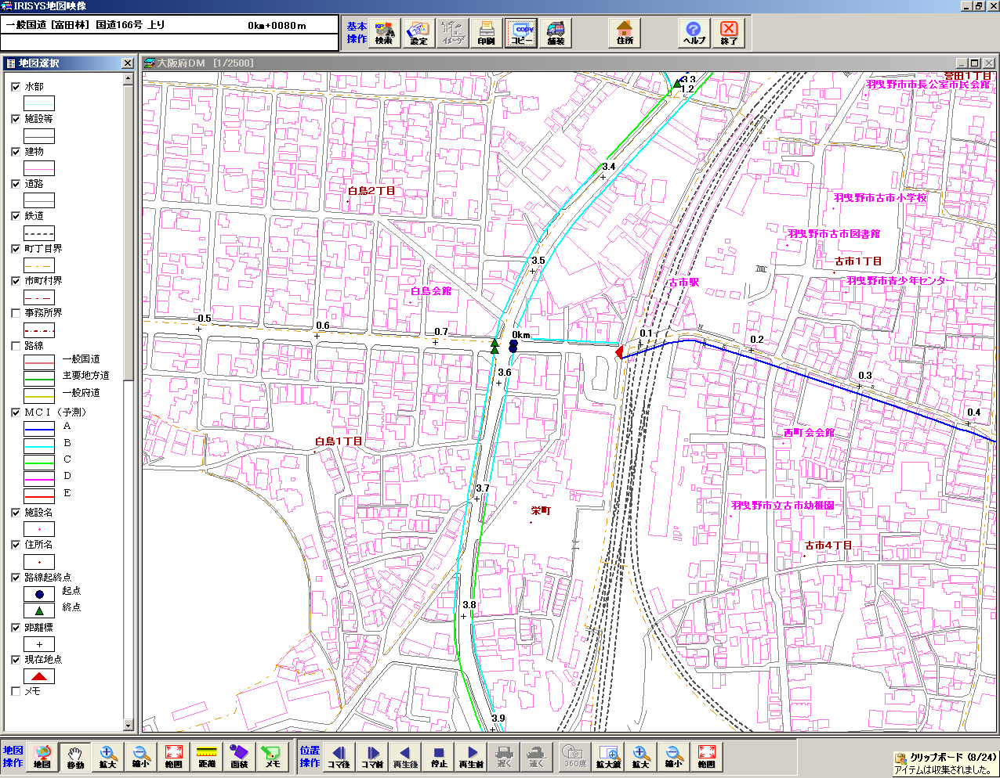 IRISYS地図映像
一般国道 [富田林] 国道166号 上り 0km+0080m
基本操作 検索 設定 イメージ 印刷 コピー 舗装 住所 ヘルプ 終了
地図選択
大阪府DM [1/2500]
水部
施設等
建物
道路
鉄道
町丁目界
市町村界
事務所界
路線
一般国道
主要地方道
一般府道
MCI(予測)
A
B
C
D
E
施設名
住所名
路線起終点
起点
終点
距離標
現在地点
メモ
誉田1丁目
羽曳野市市長公室市民会館
3.3
1.2
3.4
白鳥2丁目
羽曳野市古市小学校
羽曳野市古市図書館
3.5
古市1丁目
羽曳野市青少年センター
古市駅
白鳥会館
0.5
0.6
0.7
0km
0.1
0.2
3.6
0.3
0.4
西町会会館
白鳥1丁目
3.7
栄町
羽曳野市立古市幼稚園
古市4丁目
3.8
3.9
地図操作 地図 移動 拡大 縮小 範囲 距離 面積 メモ
位置操作 コマ後 コマ前 再生後 停止 再生前 遅く 速く 360度 拡大窓 拡大 縮小 範囲
クリップボード (8/24)
アイテムは収集されました。